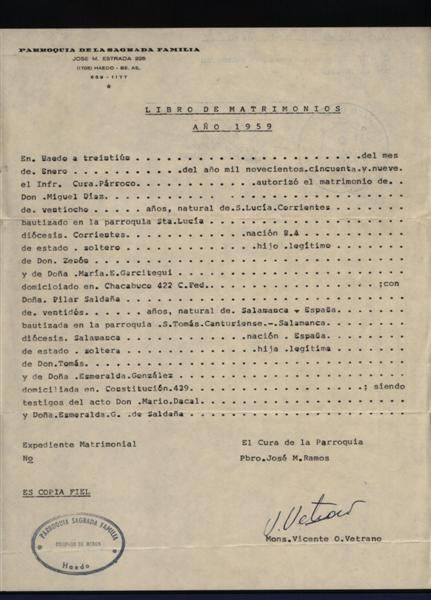 PARROQUIA DE LA SAGRADA FAMILIA
JOSE M. ESTRADA 225
(1706) HAEDO - BS. AS.
659 - 1177
LIBRO DE MATRIMONIOS
AÑO 1959
En. Haedo a treintiún . . . . . . . . . . . . . . . . . . . . . . .del mes
de. Enero . . . . . . . . . . . . .del año mil novecientos.cincuenta.y.nueve.
el Infr. Cura.Párroco. . . . . . . . . . . .autorizó el matrimonio de. .
Don .Miguel Díaz. . . . . . . . . . . . . . . . . . . . . . . . . . .
de.ventiocho . . . años, natural de.S.Lucía.Corrientes . . . . . . . .
bautizado en la parroquia Sta.Lucía . . . . . . . . . . . . . . . . .
diócesis. Corrientes. . . . . . . . . . .nación R.A . . . . . . . . . .
de estado . soltero . . . . . . . . . . . .hijo .legítimo . . . . . . .
de Don. Zenón . . . . . . . . . . . . . . . . . . . . . . . . . . . .
y de Doña .María.E.Garcitegui . . . . . . . . . . . . . . . . . . . .
domicioiado en. Chacabuco 422 C.Fed.. . . . . . . . . . . . . . . ;con
Doña. Pilar Saldaña . . . . . . . . . . . . . . . . . . . . . . . . .
de.ventidós. . . . años, natural de. Salamanca - España. . . . . . . .
bautizada en la parroquia .S.Tomás.Canturiense.-.Salamanca. . . . . .
diócesis. Salamanca . . . . . . . . . . .nación . España. . . . . . . .
de estado . soltera . . . . . . . . . . . .hija .legítima . . . . . . .
de Don.Tomás. . . . . . . . . . . . . . . . . . . . . . . . . . . . .
y de Doña .Esmeralda.González . . . . . . . . . . . . . . . . . . . .
domiciliada en. Constitución.439. . . . . . . . . . . . . . . ; siendo
testigos del acto Don .Mario.Dacal. . . . . . . . . . . . . . . . . .
y Doña.Esmeralda.G. .de Saldaña . . . . . . . . . . . . . . . . . . .
Expediente Matrimonial
El Cura de la Parroquia
No
Pbro.José M.Ramos
ES COPIA FIEL
V. Vetrano
Mons.Vicente O.Vetrano
PARROQUIA SAGRADA FAMILIA
Haedo